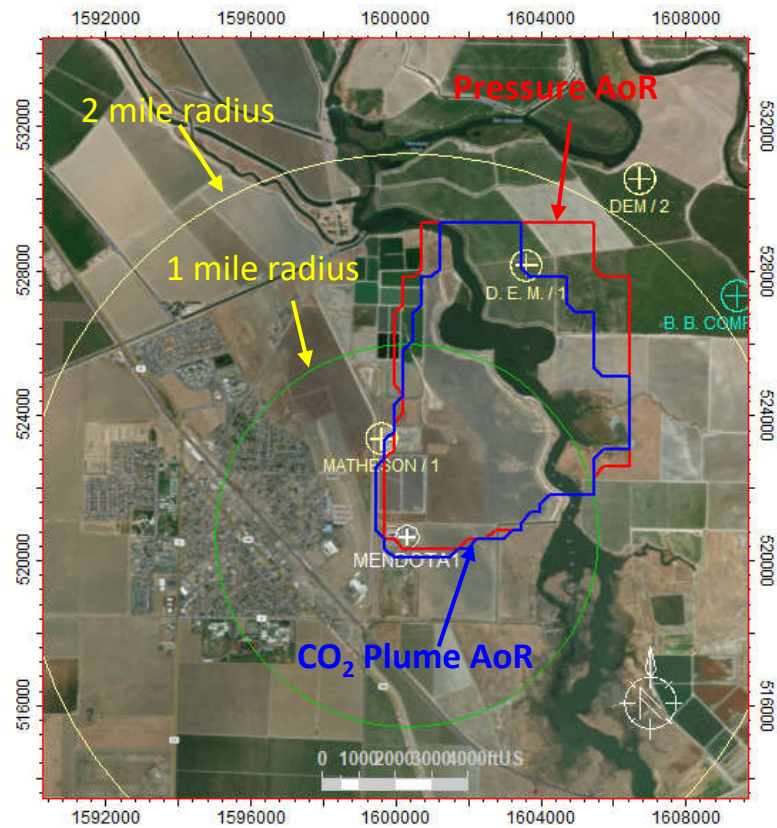 1592000 1596000 1600000 1604000 1608000
532000 532000
Pressure AoR
2 mile radius
DEM / 2
1 mile radius
528000 528000
D. E. M. / 1
B. B. COMP
524000 524000
MATHESON / 1
520000 520000
MENDOTA1
CO₂ Plume AoR
516000 516000
N
0 1000 2000 3000 4000ftUS
1592000 1596000 1600000 1604000 1608000